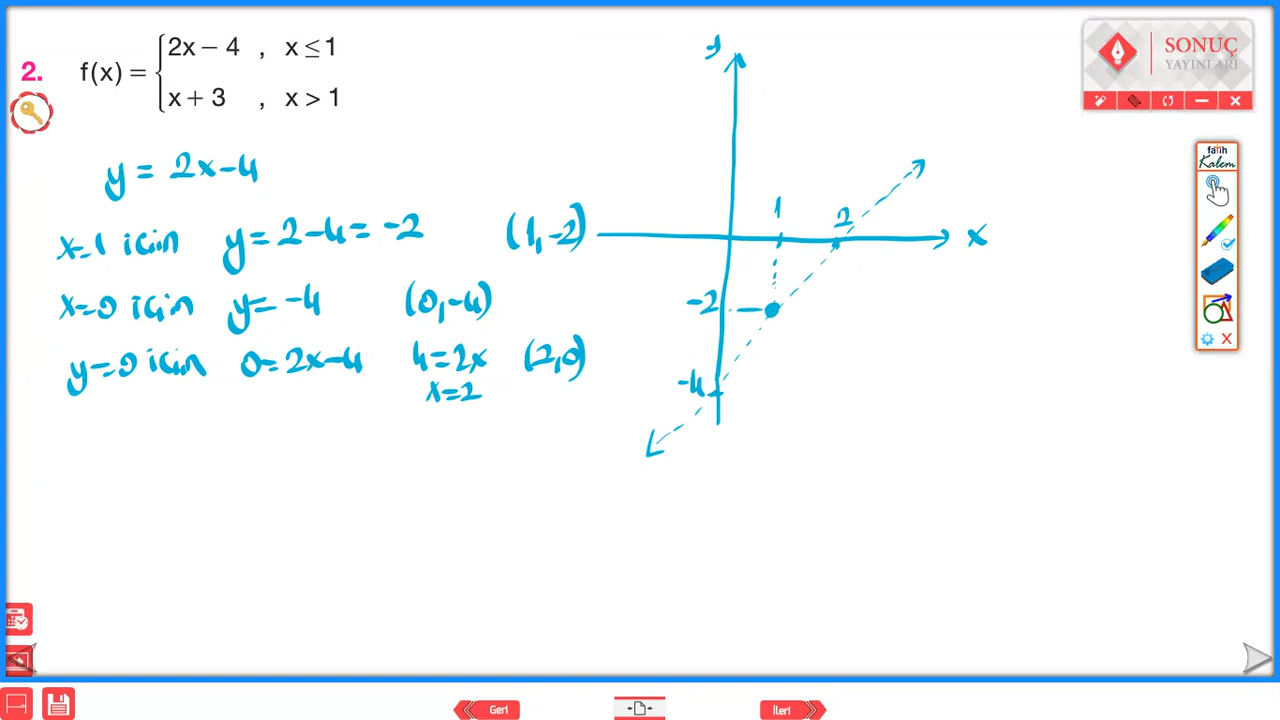 2.
f(x) = { 2x − 4 , x ≤ 1
x + 3 , x > 1
y = 2x-4
x=1 için y = 2-4 = -2 (1,-2)
x=0 için y= -4 (0,-4)
y=0 için 0=2x-4 4=2x (2,0)
x=2
y
1
2
x
-2
-4
SONUÇ
YAYINLARI
fatih
Kalem
Geri
İleri